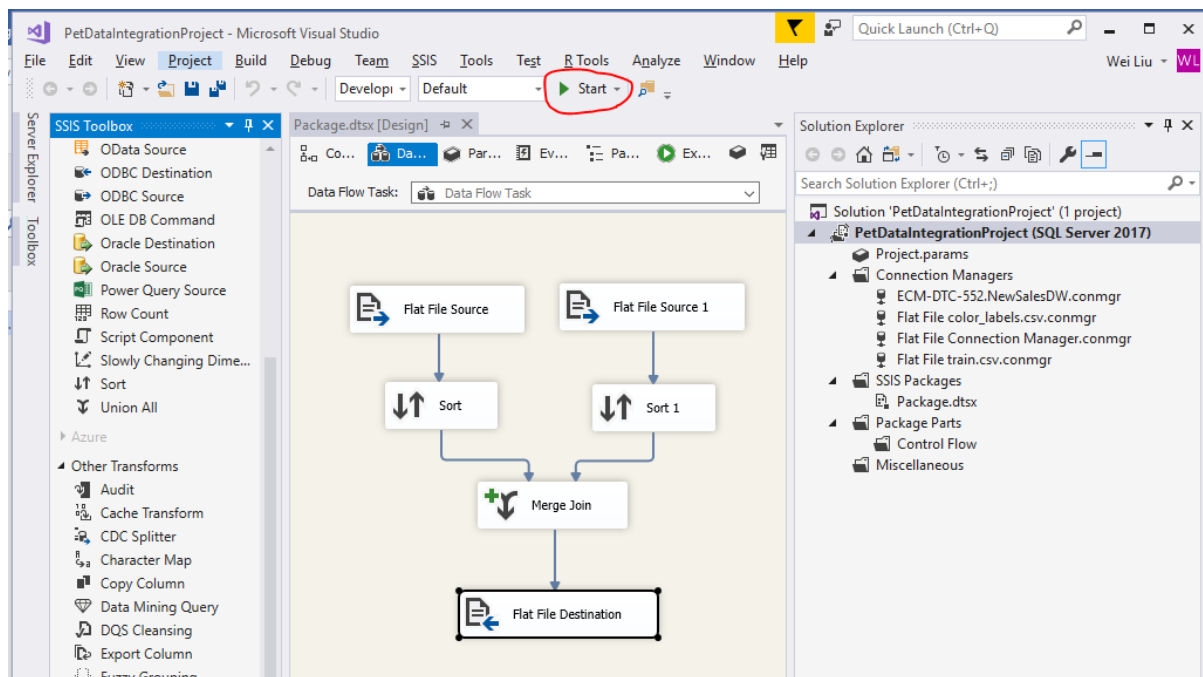 PetDataIntegrationProject - Microsoft Visual Studio
Quick Launch (Ctrl+Q)
File Edit View Project Build Debug Team SSIS Tools Test R Tools Analyze Window Help
Wei Liu WL
Developi Default Start
Server Explorer
Toolbox
SSIS Toolbox
OData Source
ODBC Destination
ODBC Source
OLE DB Command
Oracle Destination
Oracle Source
Power Query Source
Row Count
Script Component
Slowly Changing Dime...
Sort
Union All
Azure
Other Transforms
Audit
Cache Transform
CDC Splitter
Character Map
Copy Column
Data Mining Query
DQS Cleansing
Export Column
Fuzzy Grouping
Package.dtsx [Design]
Co... Da... Par... Ev... Pa... Ex...
Data Flow Task: Data Flow Task
Flat File Source
Flat File Source 1
Sort
Sort 1
Merge Join
Flat File Destination
Solution Explorer
Search Solution Explorer (Ctrl+;)
Solution 'PetDataIntegrationProject' (1 project)
PetDataIntegrationProject (SQL Server 2017)
Project.params
Connection Managers
ECM-DTC-552.NewSalesDW.conmgr
Flat File color_labels.csv.conmgr
Flat File Connection Manager.conmgr
Flat File train.csv.conmgr
SSIS Packages
Package.dtsx
Package Parts
Control Flow
Miscellaneous